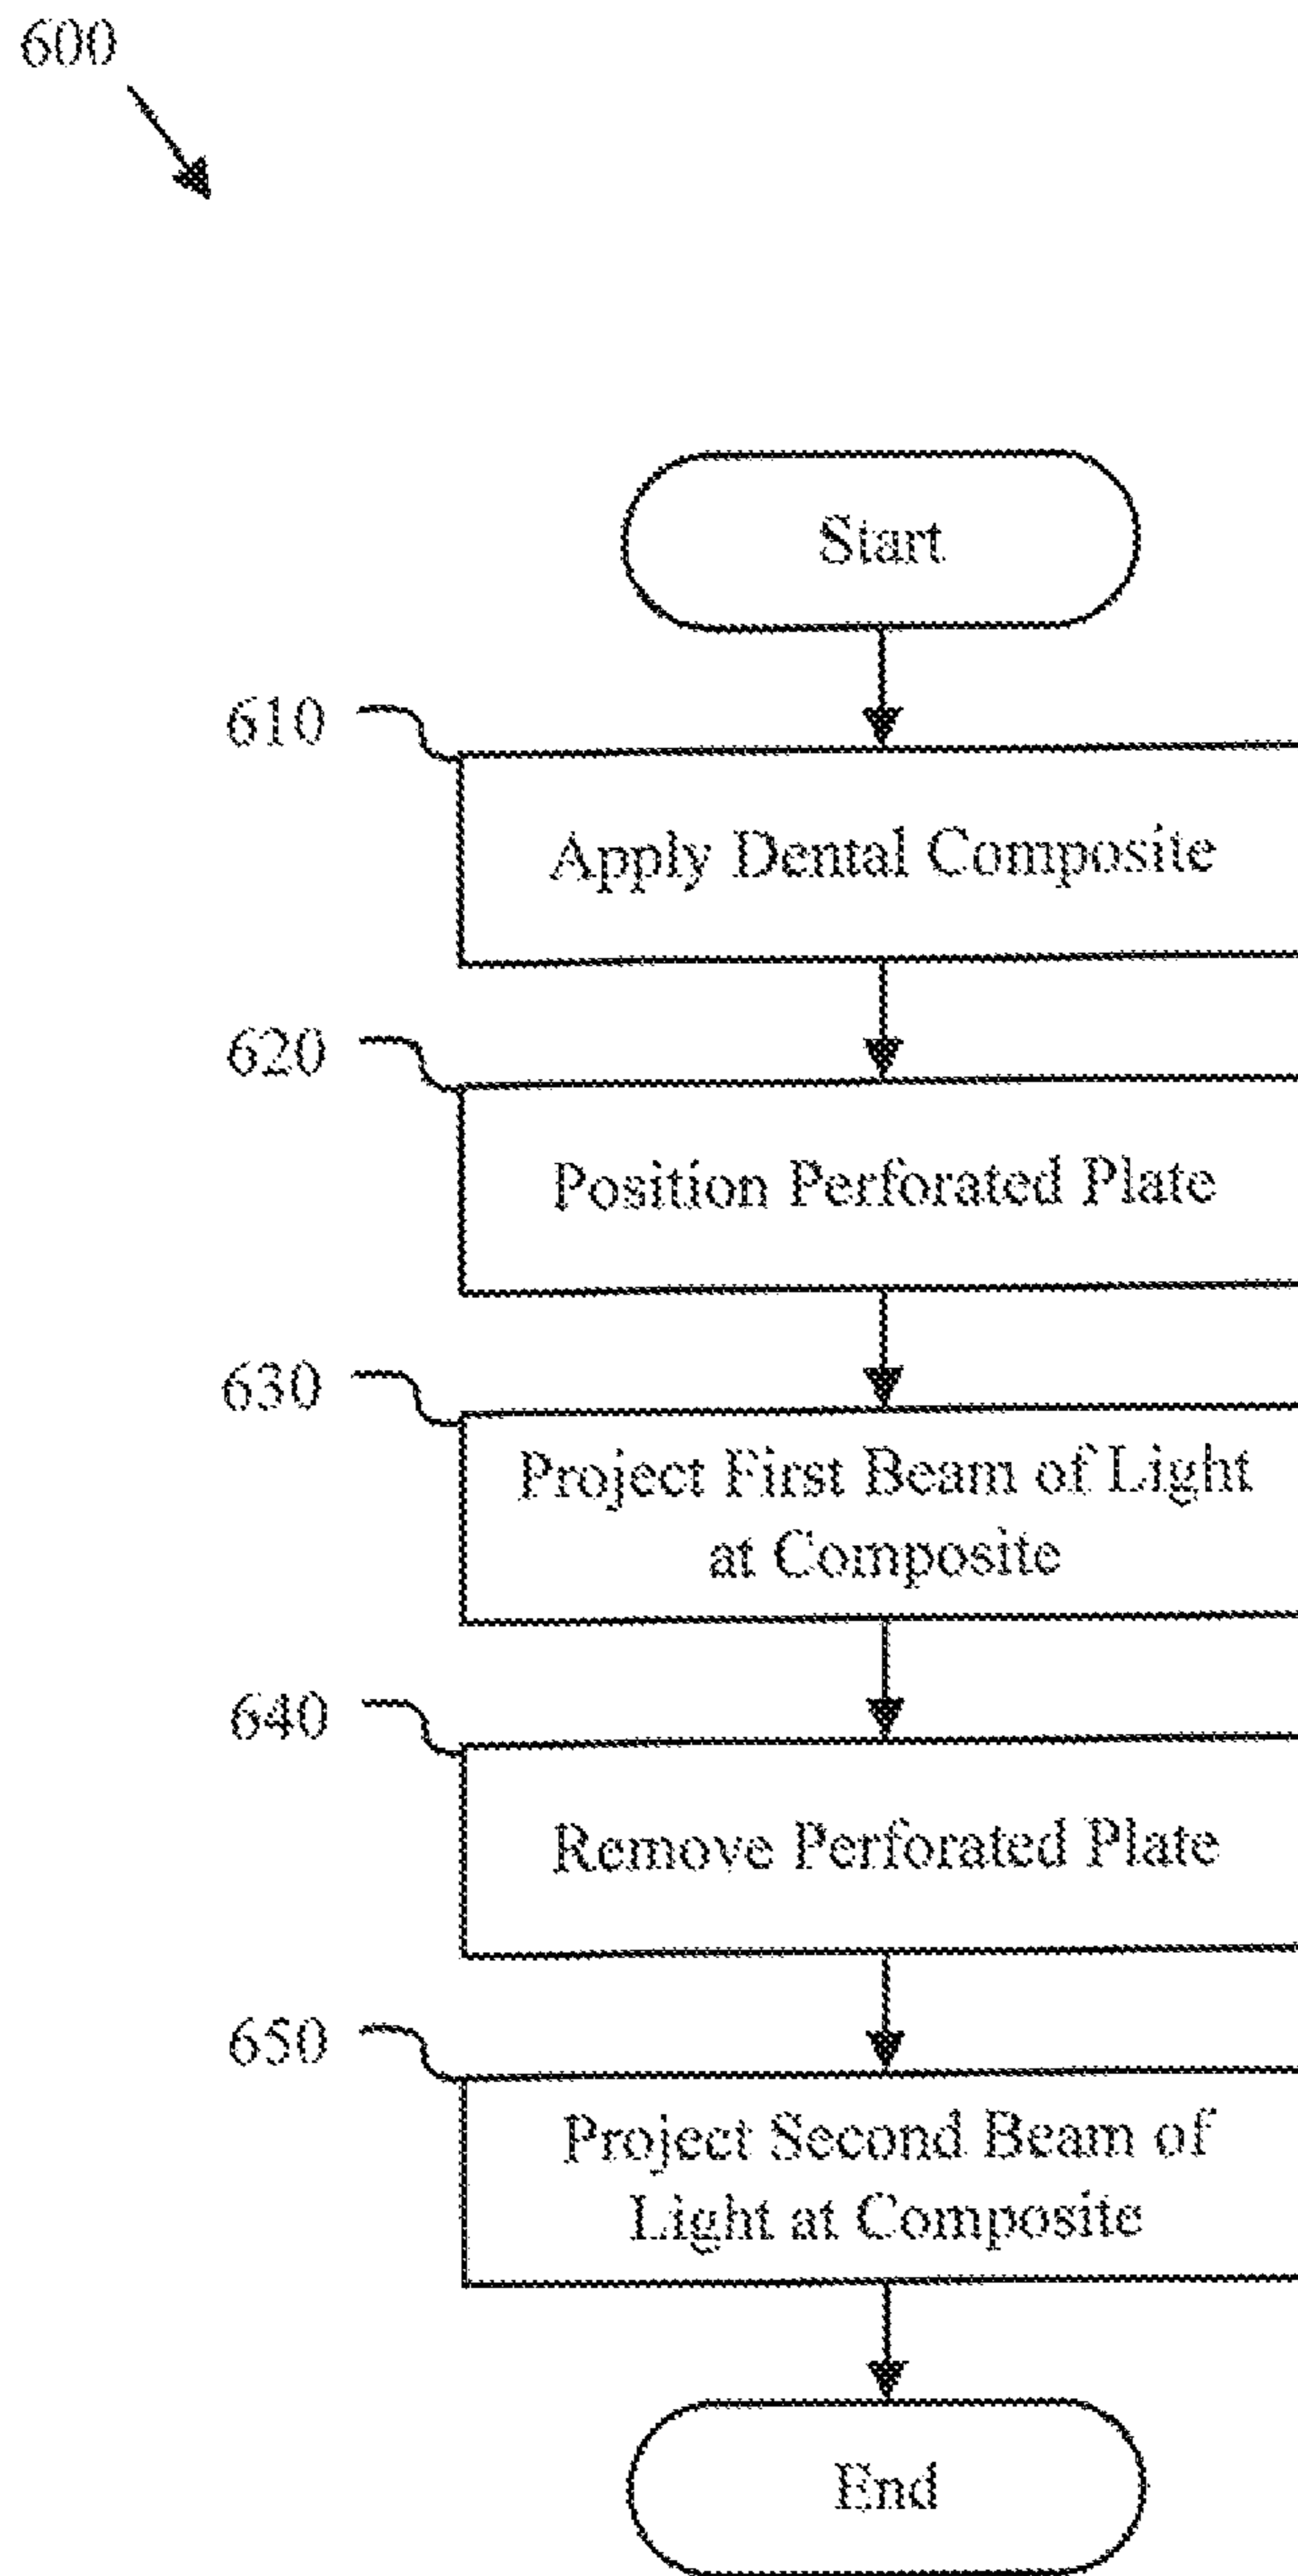 600
Start
610
Apply Dental Composite
620
Position Perforated Plate
630
Project First Beam of Light
at Composite
640
Remove Perforated Plate
650
Project Second Beam of
Light at Composite
End